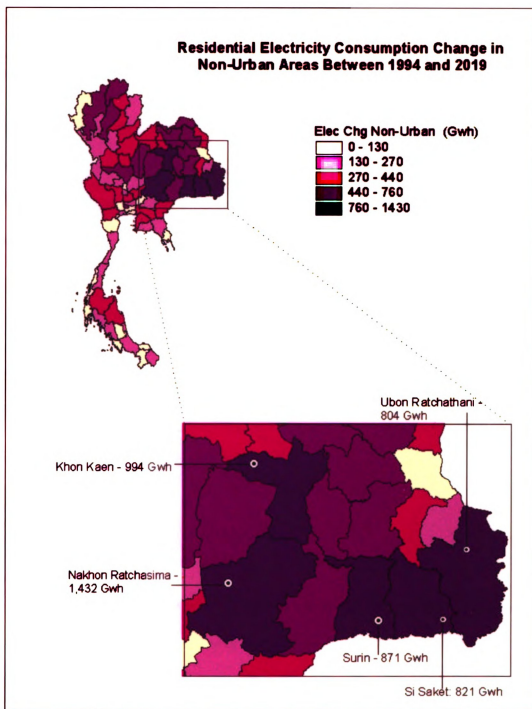 Residential Electricity Consumption Change in
Non-Urban Areas Between 1994 and 2019
Elec Chg Non-Urban (Gwh)
0 - 130
130 - 270
270 - 440
440 - 760
760 - 1430
Ubon Ratchathani -
804 Gwh
Khon Kaen - 994 Gwh
Nakhon Ratchasima -
1,432 Gwh
Surin - 871 Gwh
Si Saket: 821 Gwh